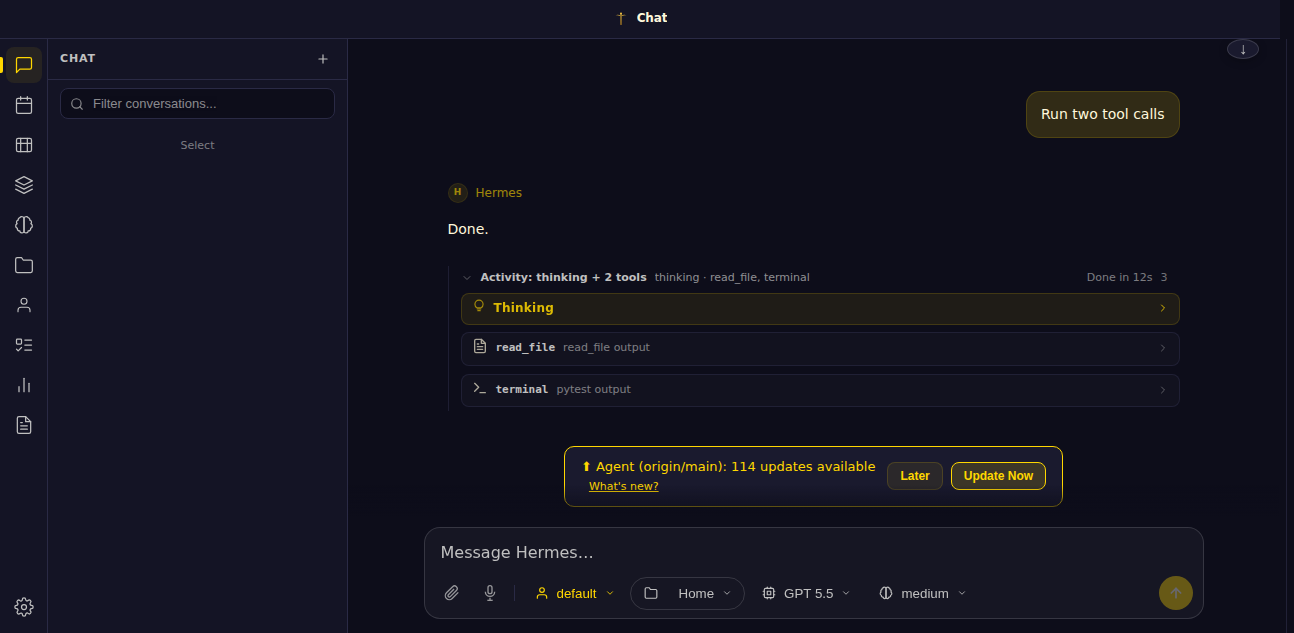 Chat
CHAT
Filter conversations...
Select
Run two tool calls
H Hermes
Done.
Activity: thinking + 2 tools thinking · read_file, terminal Done in 12s 3
Thinking
read_file read_file output
terminal pytest output
⬆ Agent (origin/main): 114 updates available
What's new?
Later
Update Now
Message Hermes…
default Home GPT 5.5 medium